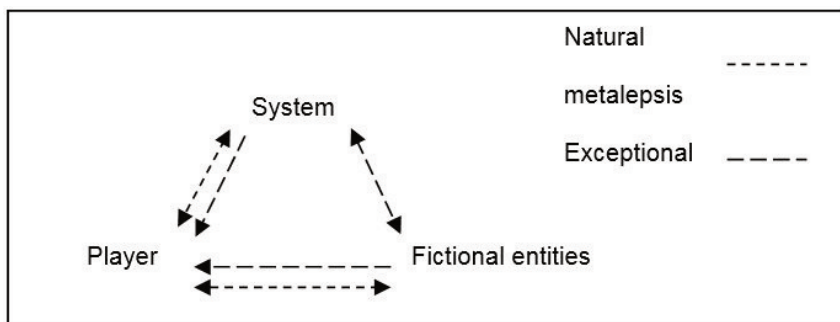 Natural
metalepsis
System
Exceptional
Player
Fictional entities